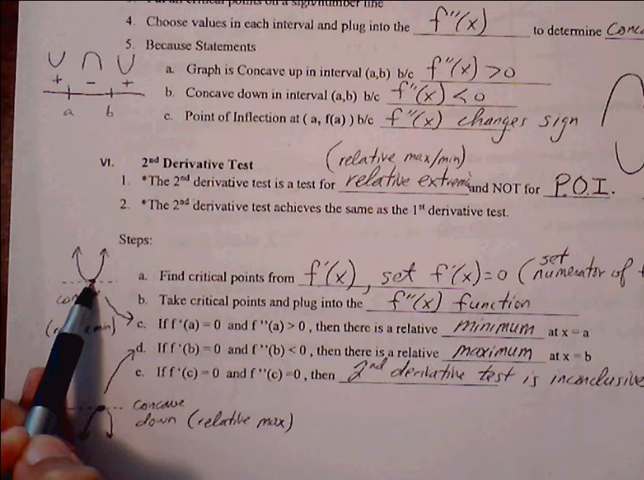 critical points on a sign/number line
4. Choose values in each interval and plug into the f''(x) to determine
5. Because Statements
+ - +
a b
a. Graph is Concave up in interval (a,b) b/c f''(x) > 0
b. Concave down in interval (a,b) b/c f''(x) < 0
c. Point of Inflection at ( a, f(a) ) b/c f''(x) changes sign
(relative max/min)
VI. 2nd Derivative Test
1. *The 2nd derivative test is a test for relative extrema and NOT for P.O.I.
2. *The 2nd derivative test achieves the same as the 1st derivative test.
Steps:
a. Find critical points from f'(x), set f'(x)=0 (set numerator of
b. Take critical points and plug into the f''(x) function
c. If f '(a) = 0 and f ''(a) > 0, then there is a relative minimum at x = a
d. If f '(b) = 0 and f ''(b) < 0, then there is a relative maximum at x = b
e. If f '(c) = 0 and f ''(c) = 0, then 2nd derivative test is inconclusive
concave
down (relative max)